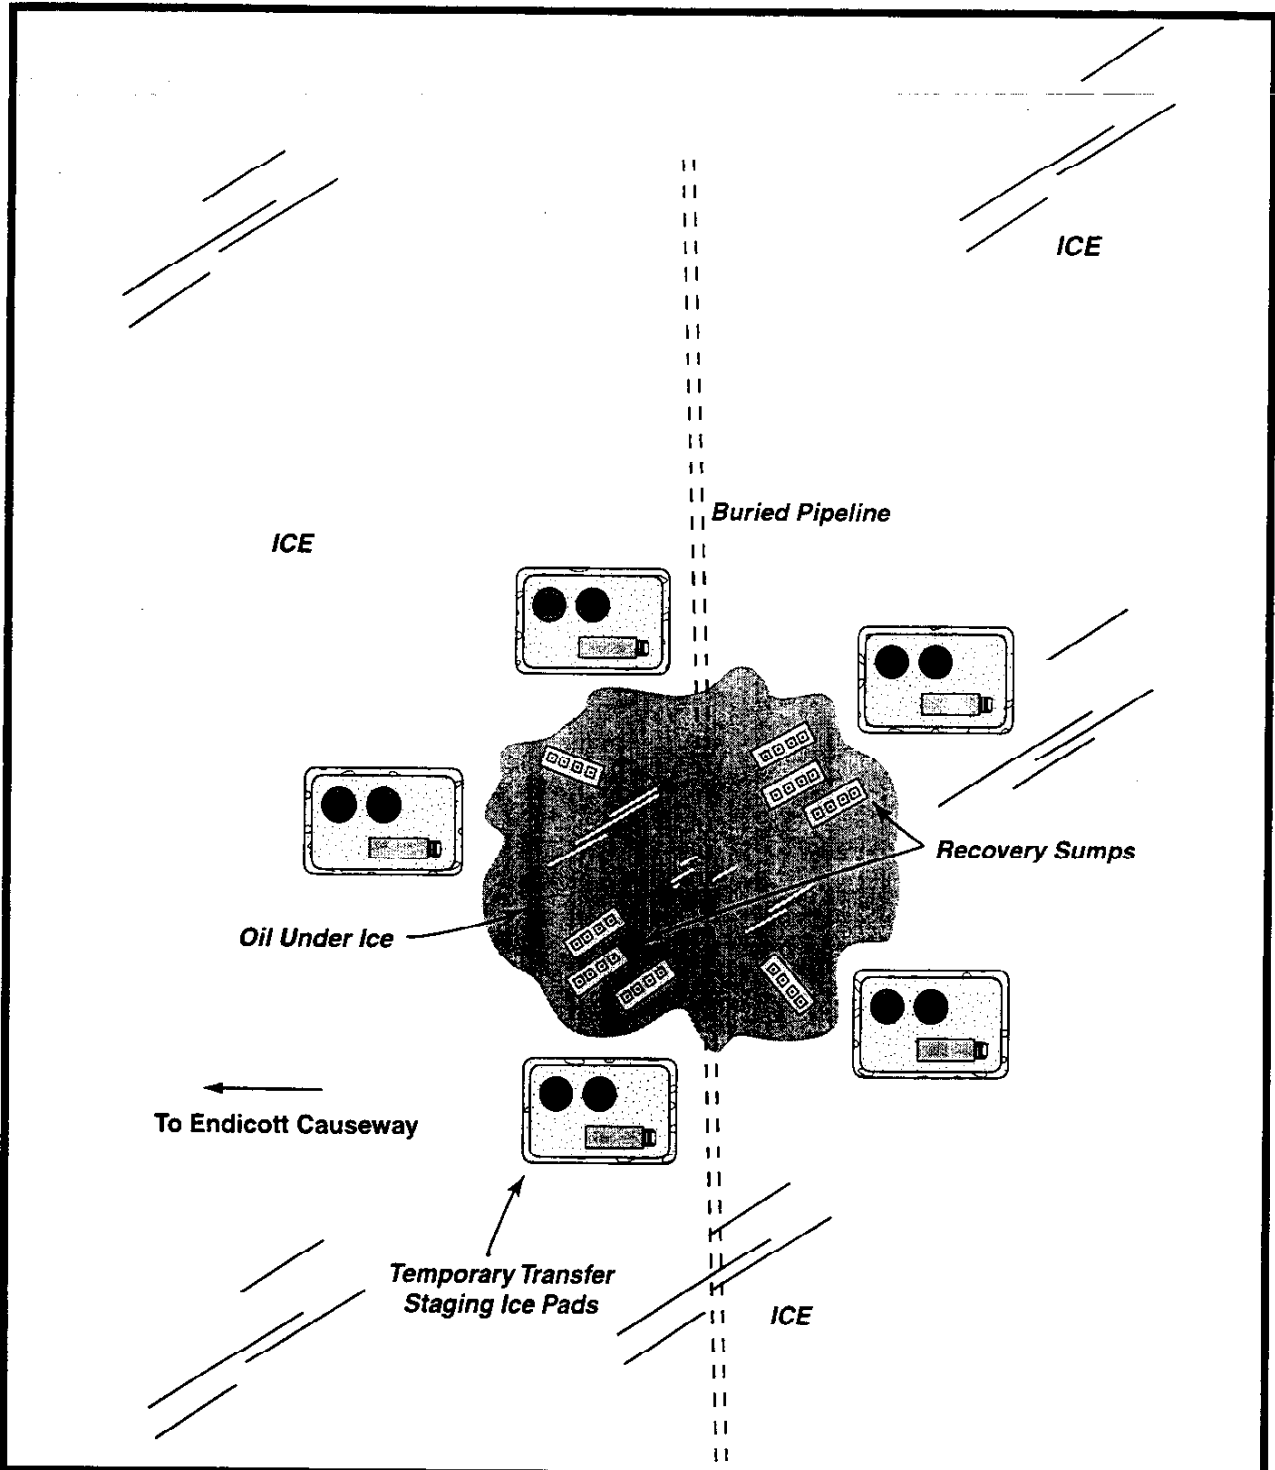 ICE
Buried Pipeline
ICE
Recovery Sumps
Oil Under Ice
To Endicott Causeway
Temporary Transfer
Staging Ice Pads
ICE